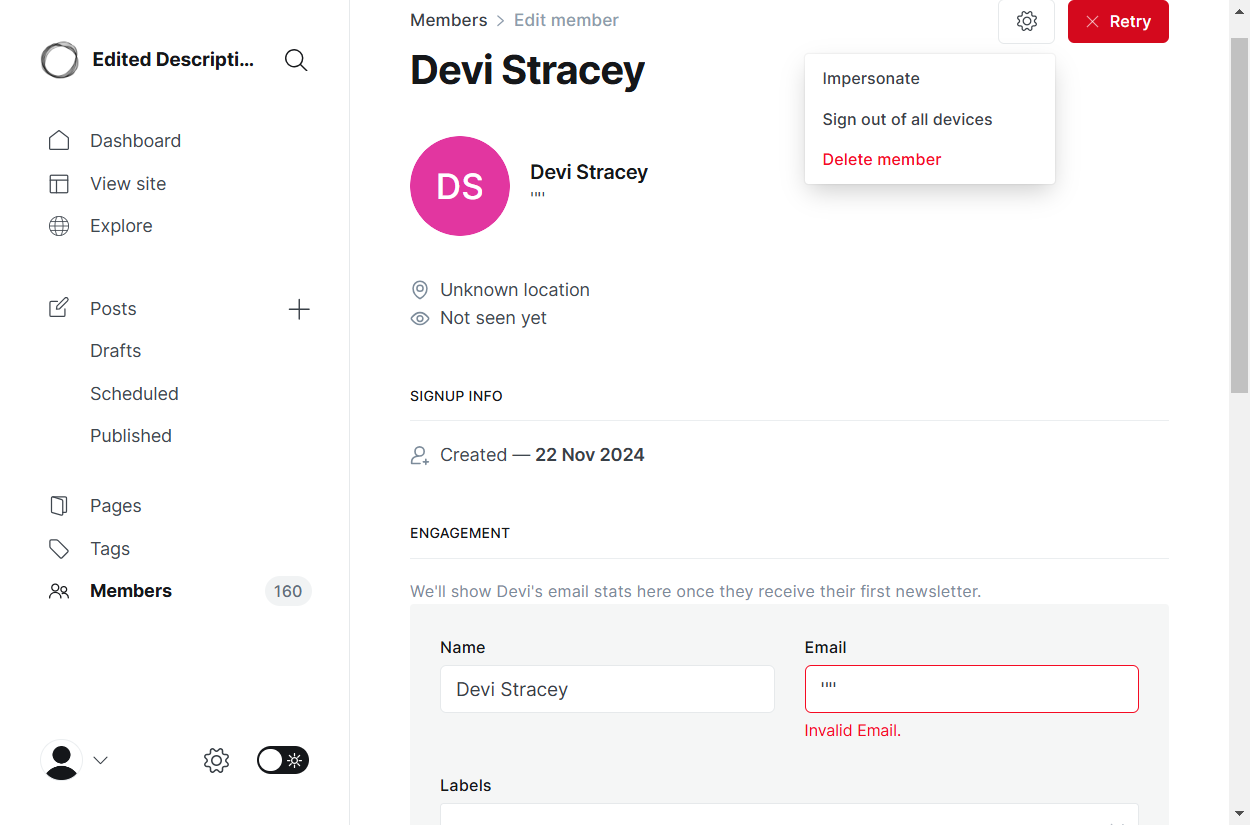 Edited Descripti...
Dashboard
View site
Explore
Posts
Drafts
Scheduled
Published
Pages
Tags
Members
160
Members > Edit member
Retry
Devi Stracey
Impersonate
Sign out of all devices
Delete member
DS
Devi Stracey
""
Unknown location
Not seen yet
SIGNUP INFO
Created — 22 Nov 2024
ENGAGEMENT
We'll show Devi's email stats here once they receive their first newsletter.
Name
Devi Stracey
Email
""
Invalid Email.
Labels